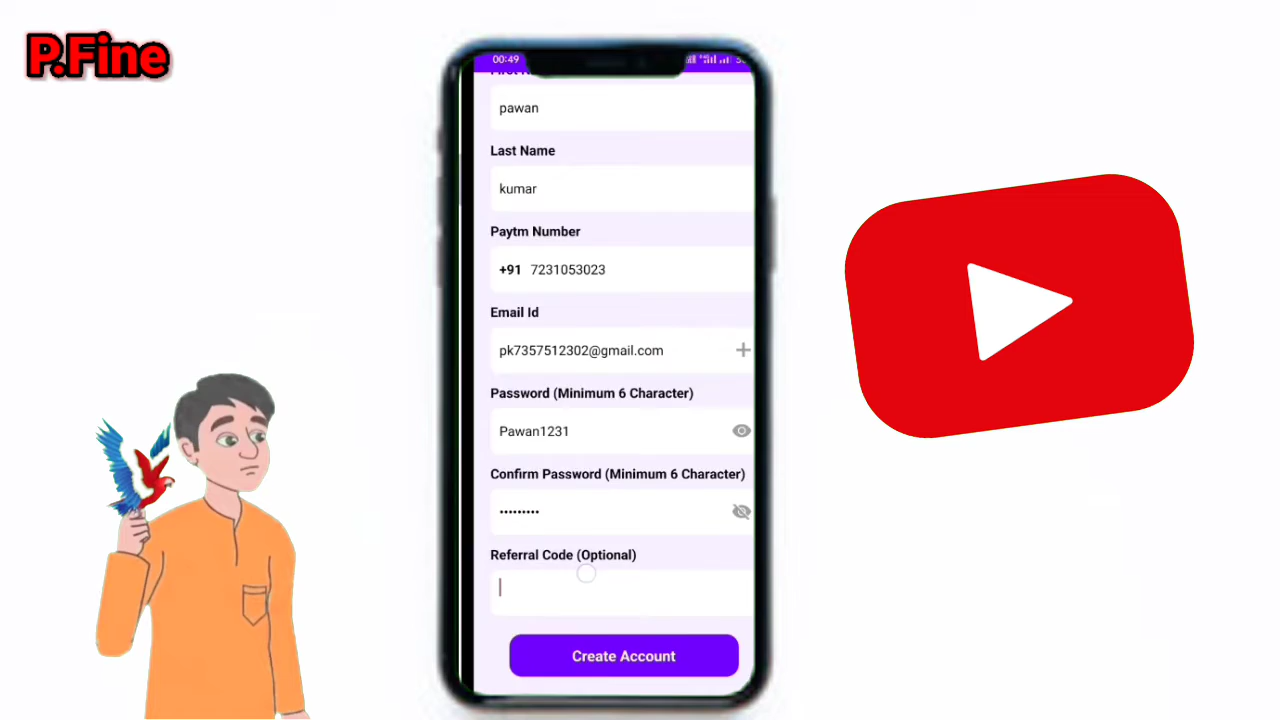 P.Fine
00:49
pawan
Last Name
kumar
Paytm Number
+91 7231053023
Email Id
pk7357512302@gmail.com
Password (Minimum 6 Character)
Pawan1231
Confirm Password (Minimum 6 Character)
•••••••••
Referral Code (Optional)
Create Account